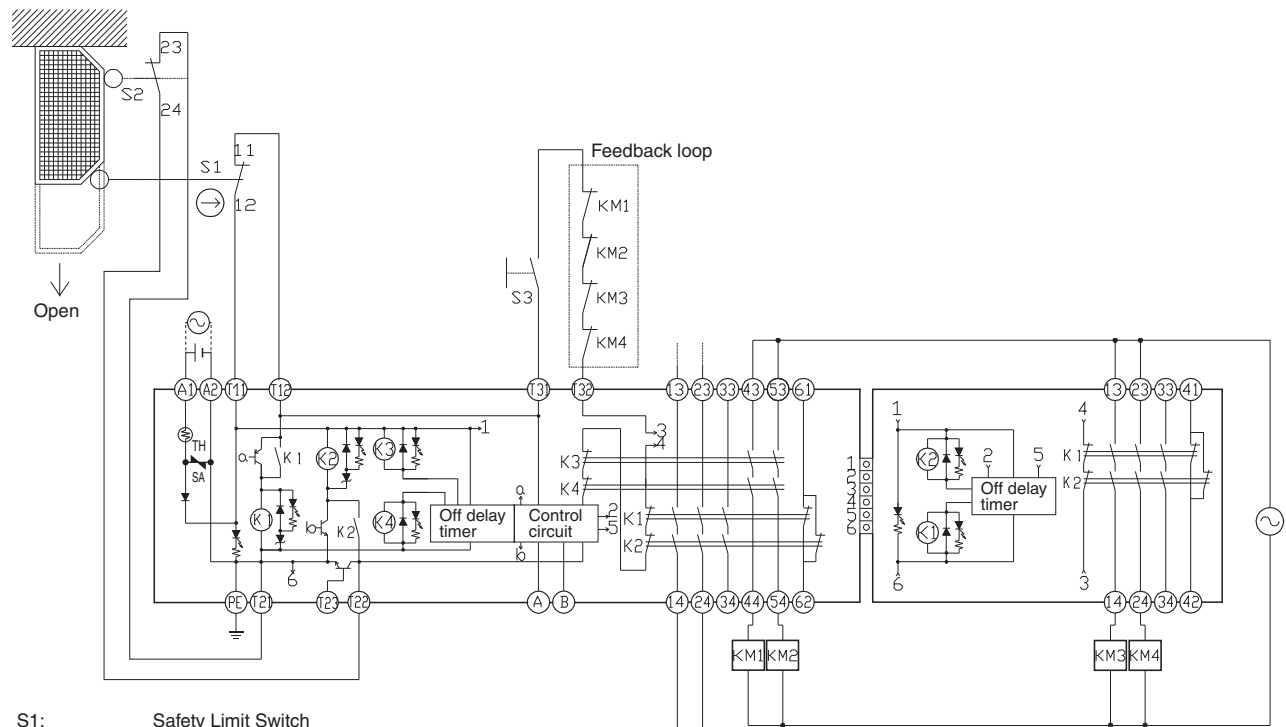 23
S2
24
11
S1
12
Feedback loop
KM1
KM2
KM3
KM4
S3
Open
A1 A2 T11 T12 T31 T32 13 23 33 43 53 61
13 23 33 41
TH
SA
a
K1
K2
K3
K4
1
3
4
K1
b
K2
Off delay timer
a
b
Control circuit
2
5
K3
K4
K1
K2
6
1
2
3
4
5
6
1
K2
2
5
4
Off delay timer
K1
K1
K2
6
3
PE T21 T23 T22 A B 14 24 34 44 54 62
14 24 34 42
KM1 KM2
KM3 KM4
S1: Safety Limit Switch